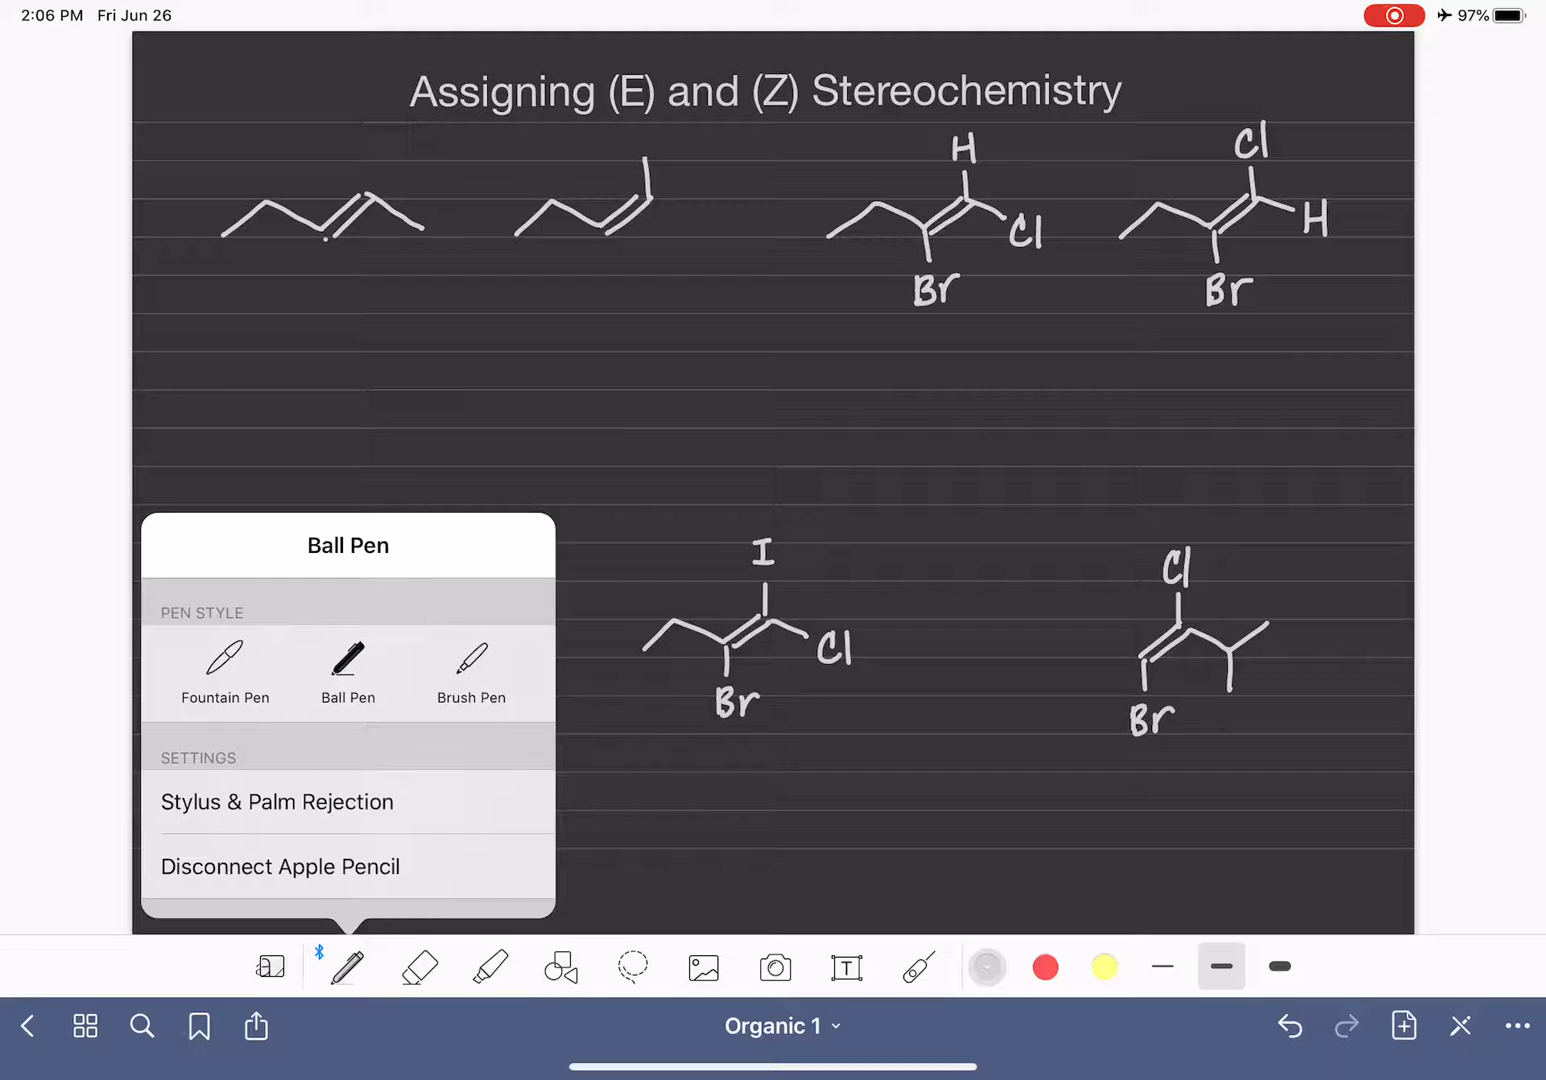 2:06 PM Fri Jun 26
97%
Assigning (E) and (Z) Stereochemistry
H
Cl
Br
Cl
H
Br
Ball Pen
PEN STYLE
Fountain Pen
Ball Pen
Brush Pen
SETTINGS
Stylus & Palm Rejection
Disconnect Apple Pencil
I
Cl
Br
Cl
Br
T
Organic 1